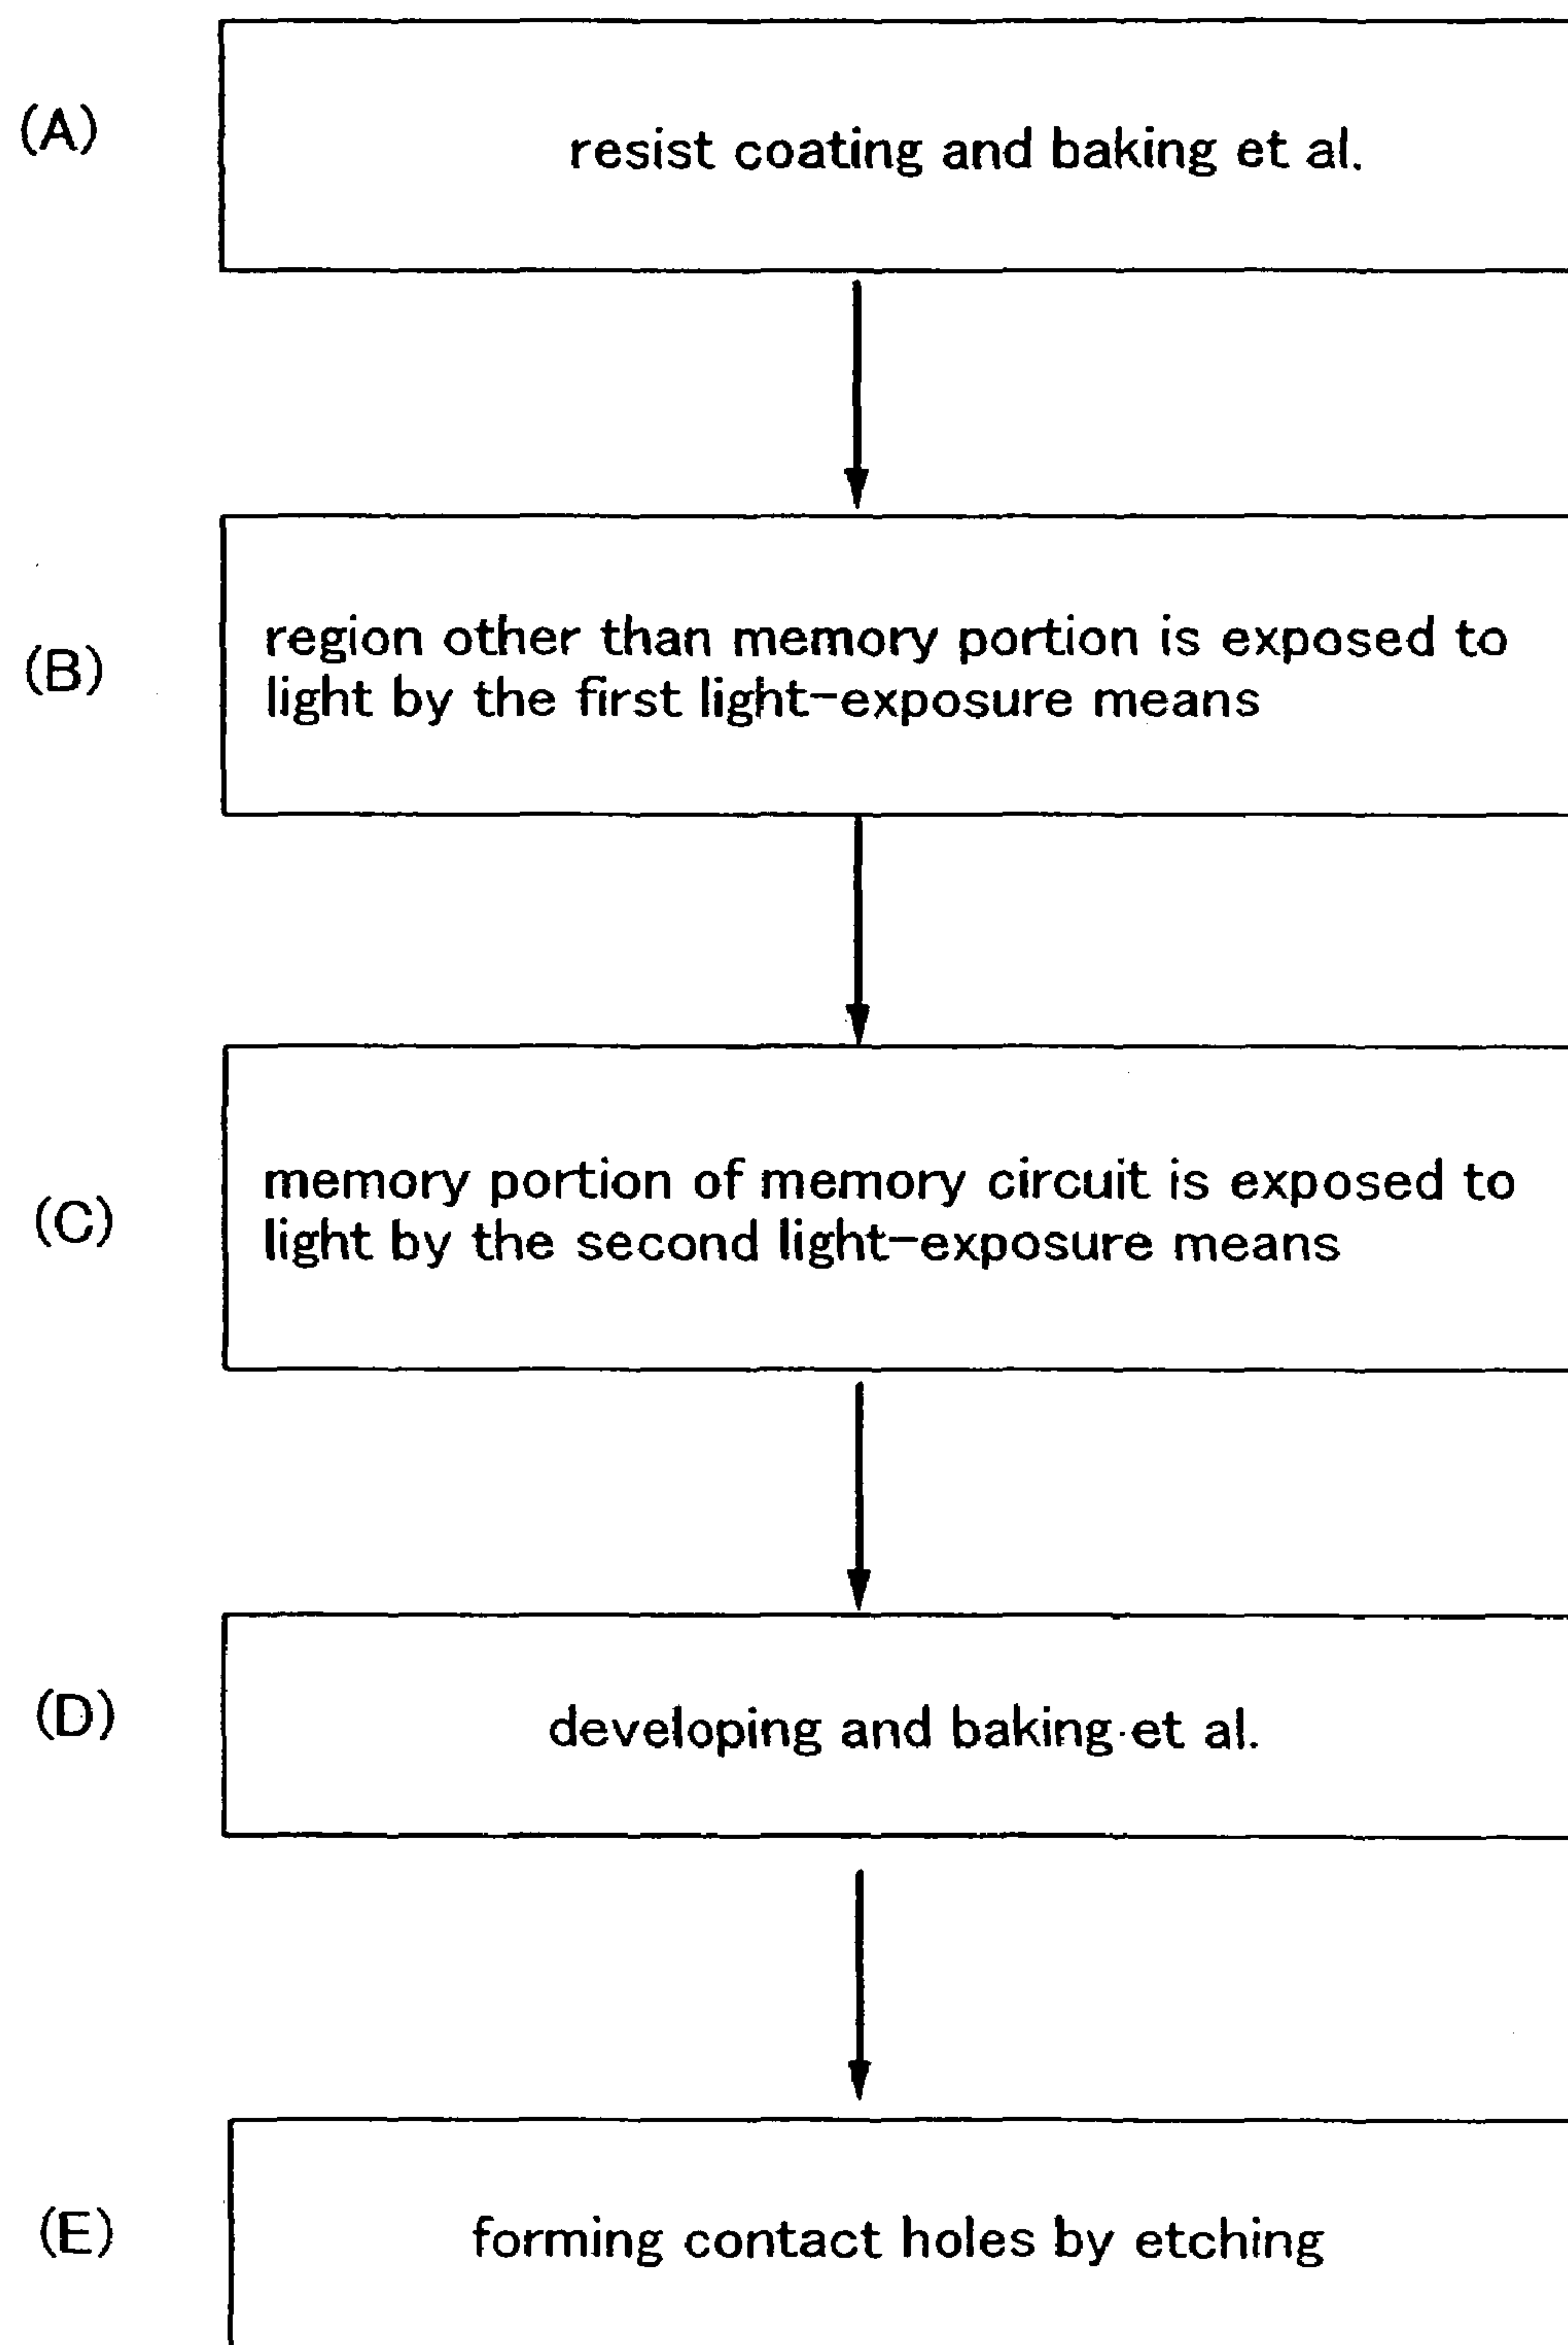 (A)
resist coating and baking et al.
(B)
region other than memory portion is exposed to
light by the first light-exposure means
(C)
memory portion of memory circuit is exposed to
light by the second light-exposure means
(D)
developing and baking et al.
(E)
forming contact holes by etching